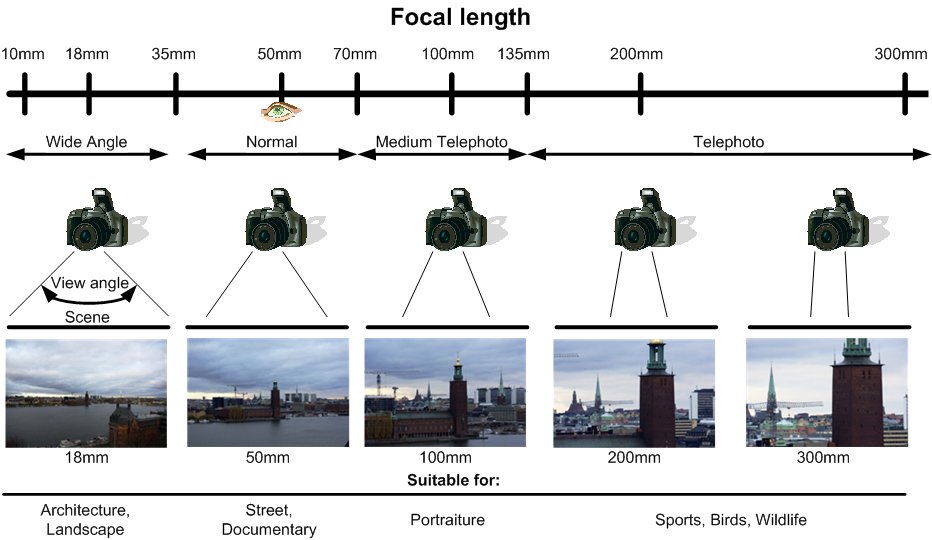 Focal length
10mm 18mm 35mm 50mm 70mm 100mm 135mm 200mm 300mm
Wide Angle Normal Medium Telephoto Telephoto
View angle
Scene
18mm 50mm 100mm 200mm 300mm
Suitable for:
Architecture, Landscape
Street, Documentary
Portraiture
Sports, Birds, Wildlife